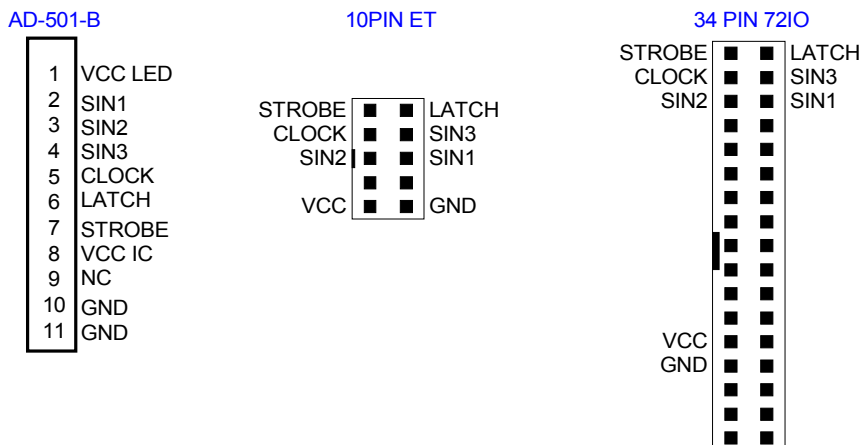 AD-501-B
1 VCC LED
2 SIN1
3 SIN2
4 SIN3
5 CLOCK
6 LATCH
7 STROBE
8 VCC IC
9 NC
10 GND
11 GND
10PIN ET
STROBE LATCH
CLOCK SIN3
SIN2 SIN1
VCC GND
34 PIN 72IO
STROBE LATCH
CLOCK SIN3
SIN2 SIN1
VCC
GND